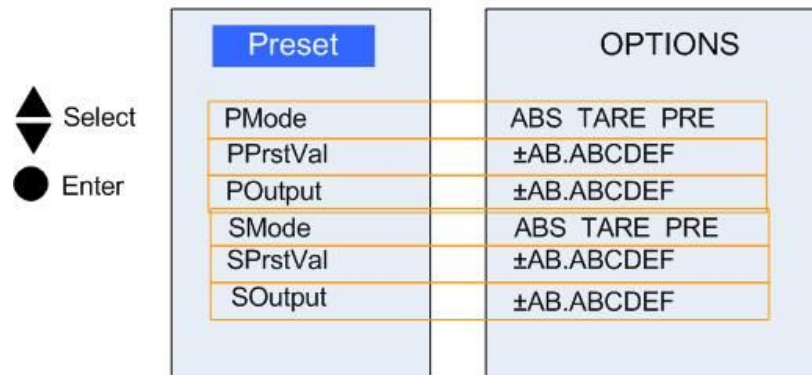 Preset OPTIONS
Select
Enter
PMode ABS TARE PRE
PPrstVal ±AB.ABCDEF
POutput ±AB.ABCDEF
SMode ABS TARE PRE
SPrstVal ±AB.ABCDEF
SOutput ±AB.ABCDEF